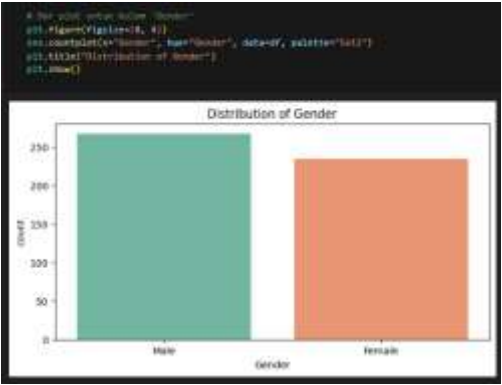 # Bar plot untuk kolom 'Gender'
plt.figure(figsize=(8, 4))
sns.countplot(x="Gender", hue="Gender", data=df, palette="Set2")
plt.title("Distribution of Gender")
plt.show()
Distribution of Gender
250
200
150
100
50
0
count
Male Female
Gender